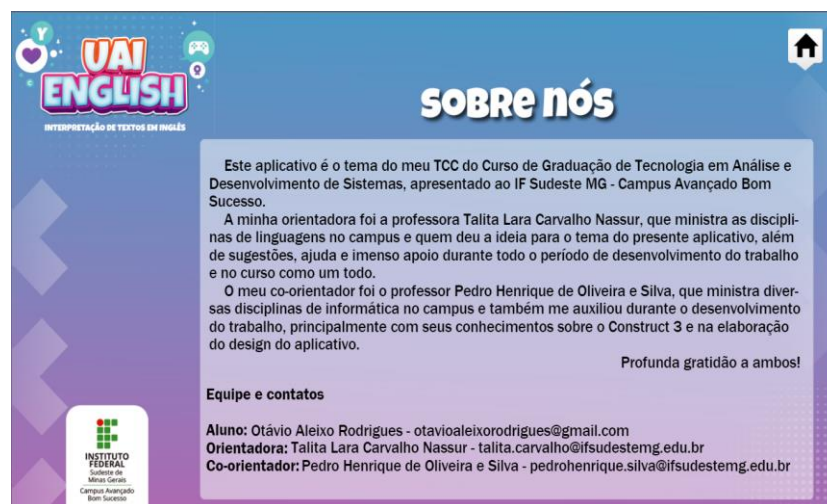 Y
UAI
ENGLISH
INTERPRETAÇÃO DE TEXTOS EM INGLÊS
SOBRE NÓS
Este aplicativo é o tema do meu TCC do Curso de Graduação de Tecnologia em Análise e
Desenvolvimento de Sistemas, apresentado ao IF Sudeste MG - Campus Avançado Bom
Sucesso.
A minha orientadora foi a professora Talita Lara Carvalho Nassur, que ministra as discipli-
nas de linguagens no campus e quem deu a ideia para o tema do presente aplicativo, além
de sugestões, ajuda e imenso apoio durante todo o período de desenvolvimento do trabalho
e no curso como um todo.
O meu co-orientador foi o professor Pedro Henrique de Oliveira e Silva, que ministra diver-
sas disciplinas de informática no campus e também me auxiliou durante o desenvolvimento
do trabalho, principalmente com seus conhecimentos sobre o Construct 3 e na elaboração
do design do aplicativo.
Profunda gratidão a ambos!
Equipe e contatos
Aluno: Otávio Aleixo Rodrigues - otavioaleixorodrigues@gmail.com
Orientadora: Talita Lara Carvalho Nassur - talita.carvalho@ifsudestemg.edu.br
Co-orientador: Pedro Henrique de Oliveira e Silva - pedrohenrique.silva@ifsudestemg.edu.br
INSTITUTO
FEDERAL
Sudeste de
Minas Gerais
Campus Avançado
Bom Sucesso